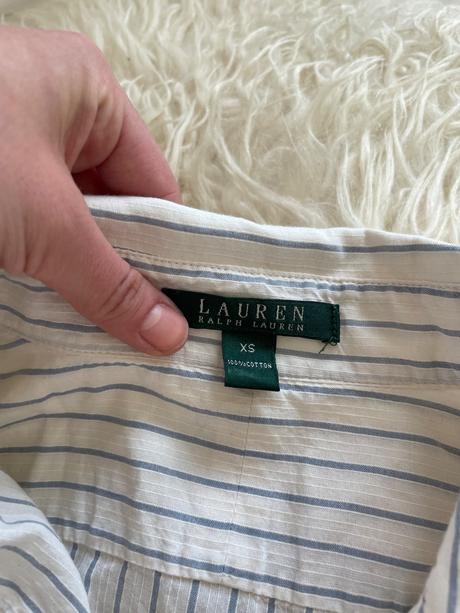 LAUREN
RALPH LAUREN
XS
100% COTTON